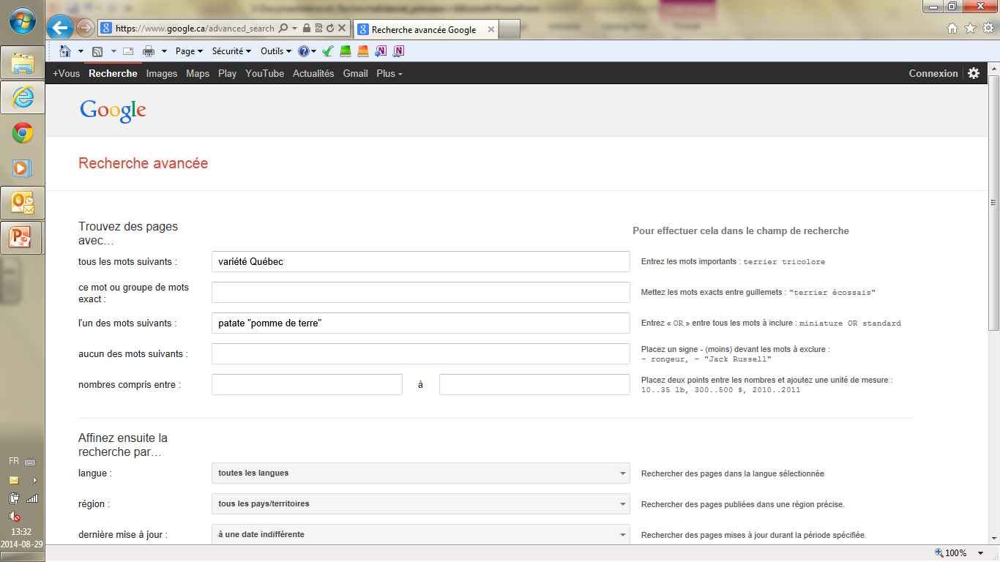 https://www.google.ca/advanced_search
Recherche avancée Google
Page
Sécurité
Outils
+Vous Recherche Images Maps Play YouTube Actualités Gmail Plus
Connexion
Google
Recherche avancée
Trouvez des pages
avec…
Pour effectuer cela dans le champ de recherche
tous les mots suivants :
variété Québec
Entrez les mots importants : terrier tricolore
ce mot ou groupe de mots
exact :
Mettez les mots exacts entre guillemets : "terrier écossais"
l'un des mots suivants :
patate "pomme de terre"
Entrez « OR » entre tous les mots à inclure : miniature OR standard
aucun des mots suivants :
Placez un signe - (moins) devant les mots à exclure :
- rongeur, - "Jack Russell"
nombres compris entre :
à
Placez deux points entre les nombres et ajoutez une unité de mesure :
10..35 lb, 300..500 $, 2010..2011
Affinez ensuite la
recherche par…
langue :
toutes les langues
Rechercher des pages dans la langue sélectionnée
région :
tous les pays/territoires
Rechercher des pages publiées dans une région précise.
dernière mise à jour :
à une date indifférente
Rechercher des pages mises à jour durant la période spécifiée.
FR
13:32
2014-08-29
100%